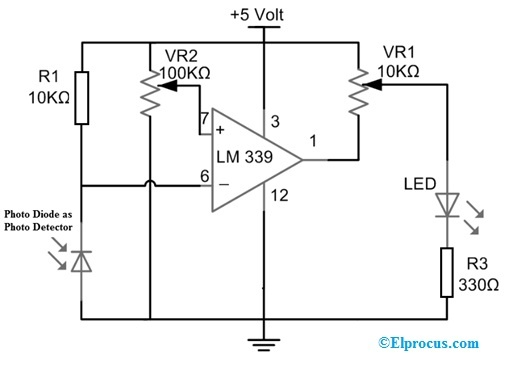 +5 Volt
R1
10KΩ
VR2
100KΩ
VR1
10KΩ
7
+
3
LM 339
1
6
−
12
LED
Photo Diode as
Photo Detector
R3
330Ω
©Elprocus.com